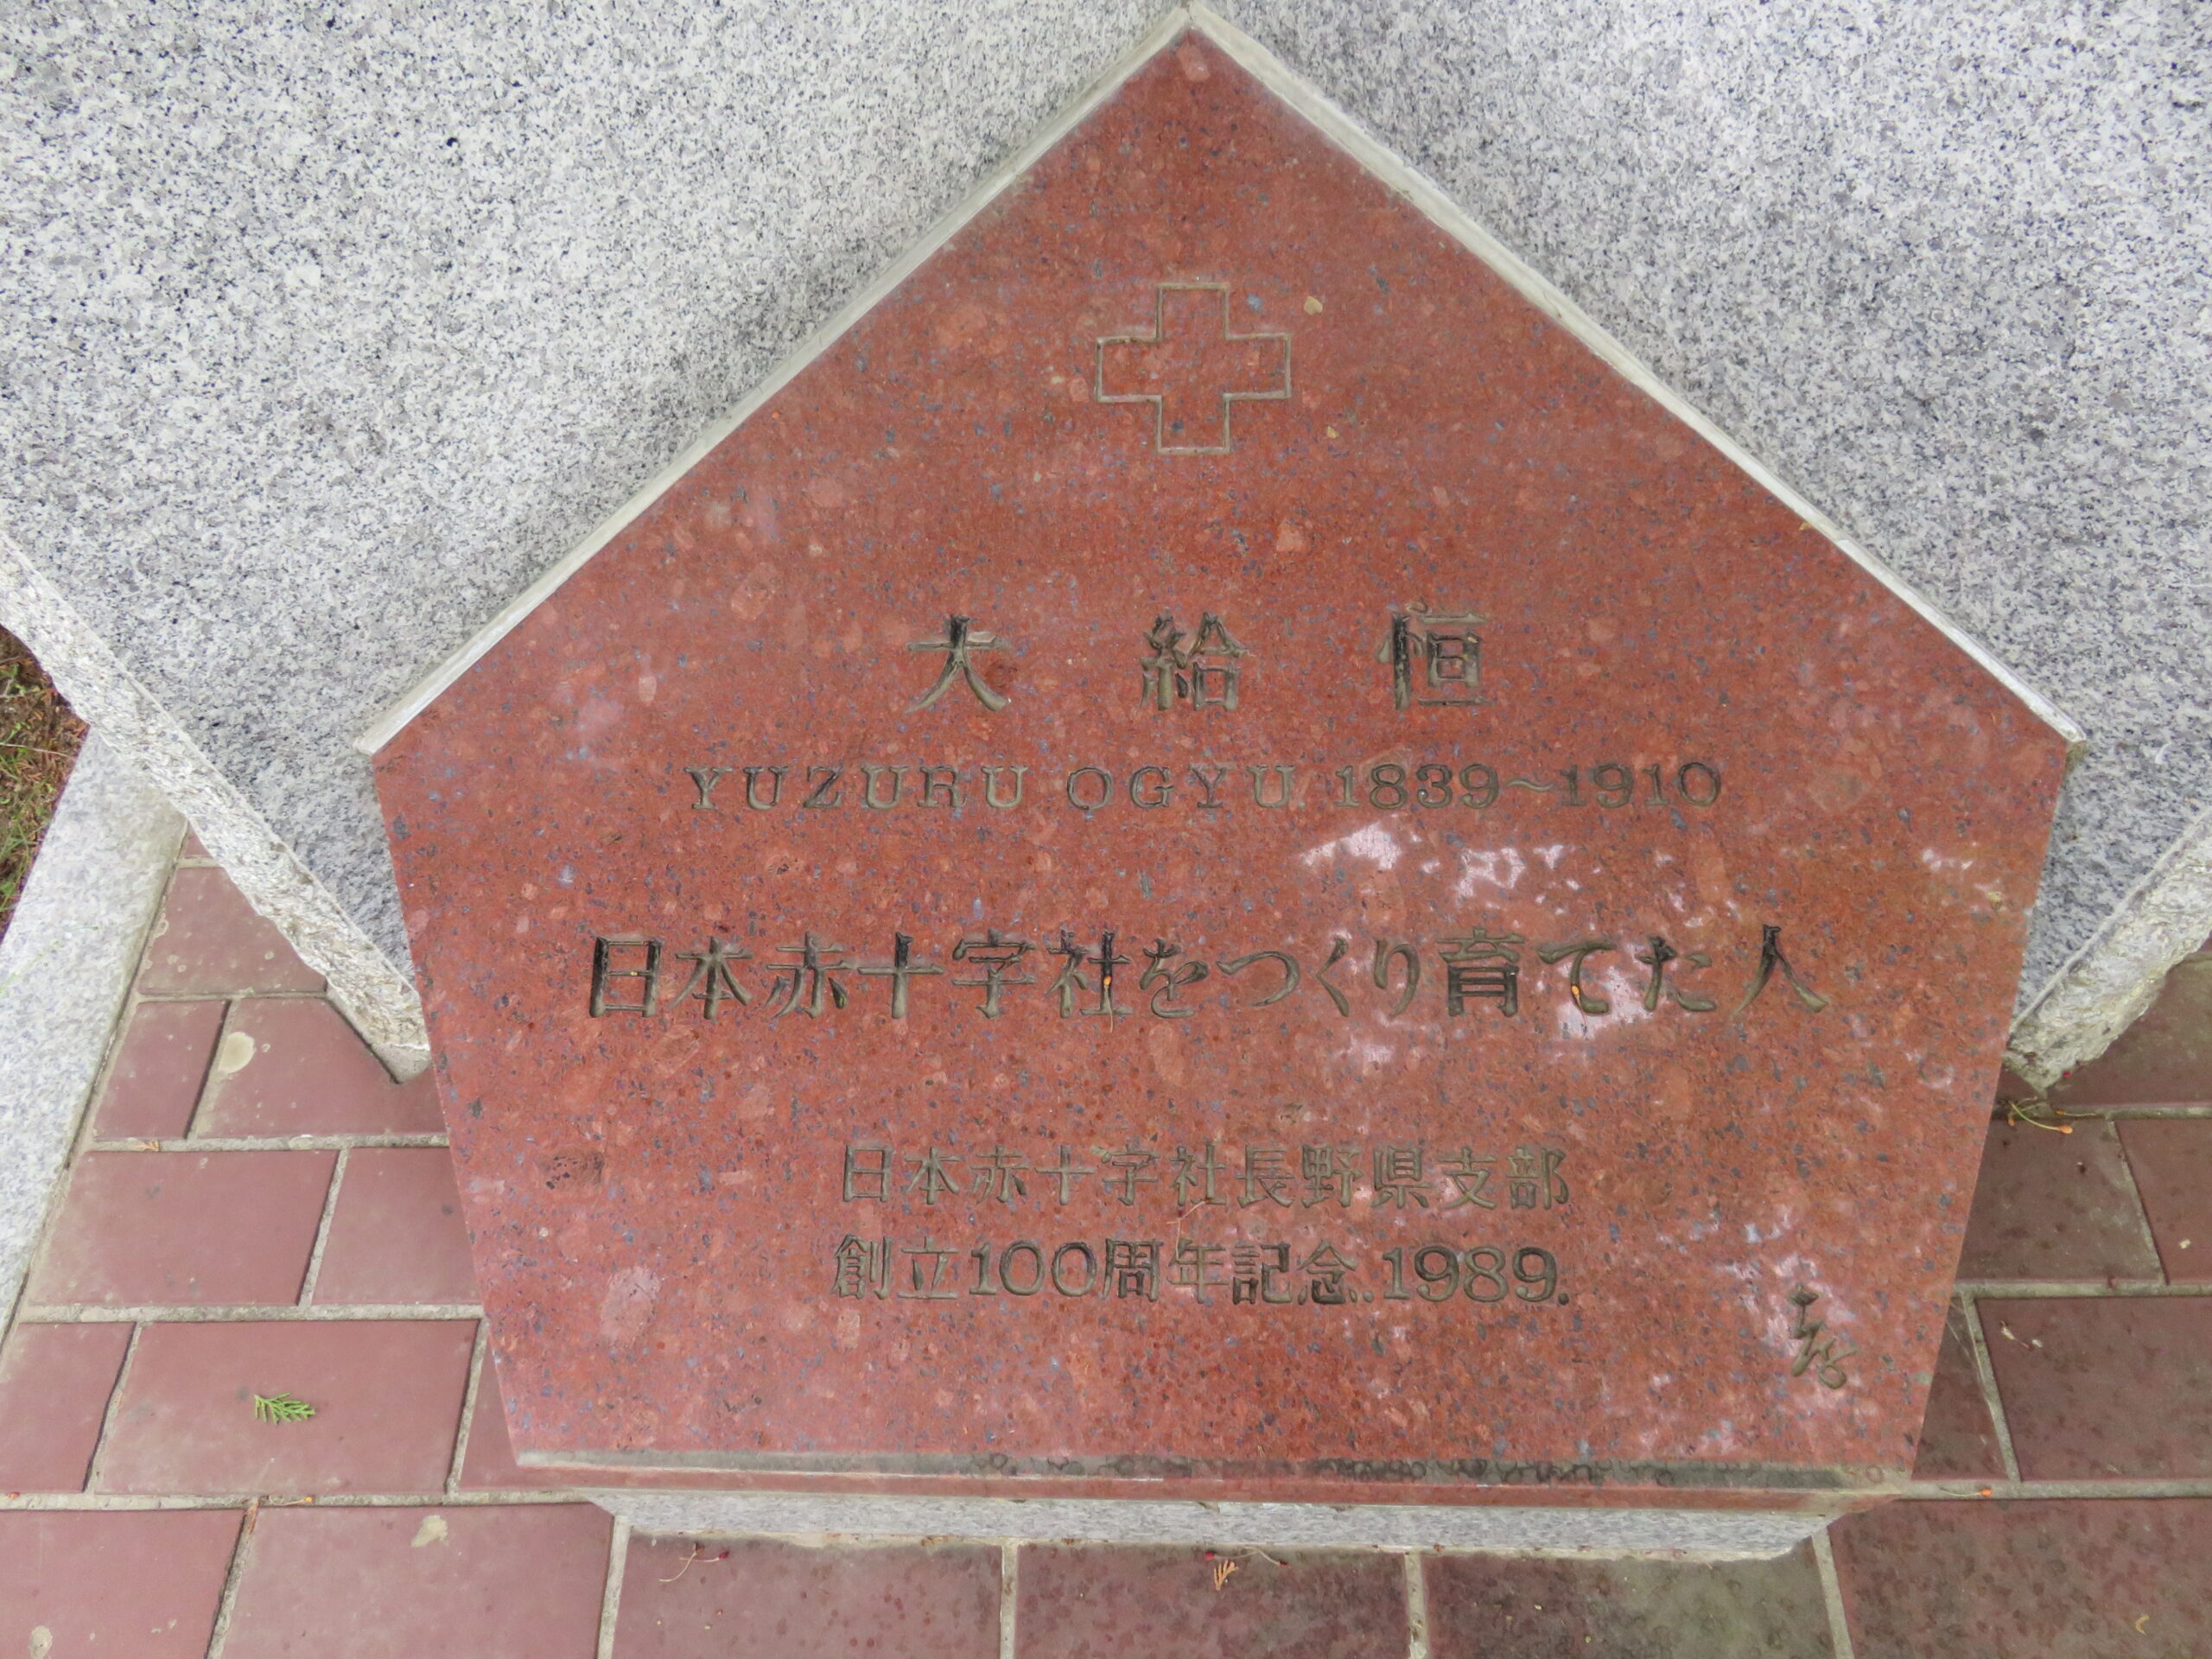 大給恒
YUZURU OGYU 1839~1910
日本赤十字社をつくり育てた人
日本赤十字社長野県支部
創立100周年記念.1989.